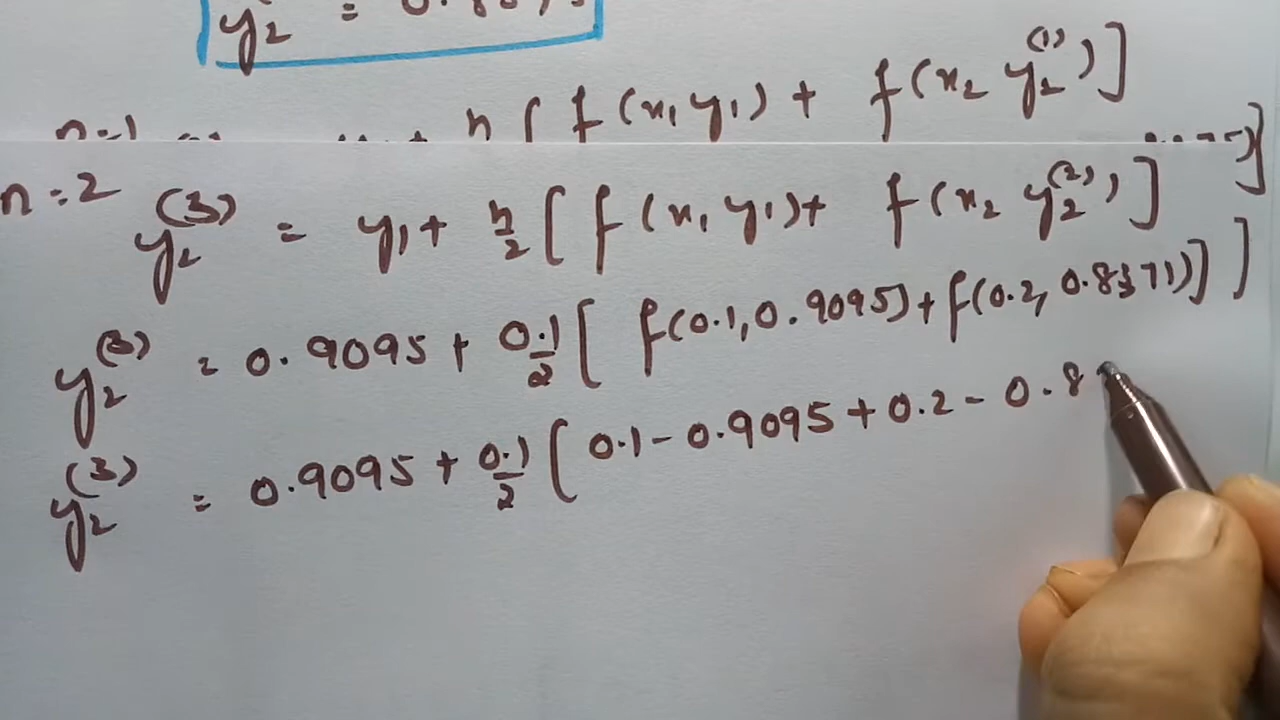 y₂ = 0.8
n=1 h [ f(x₁ y₁) + f(x₂ y₂⁽¹⁾) ]
n=2 y₂⁽³⁾ = y₁ + h/2 [ f(x₁ y₁) + f(x₂ y₂⁽²⁾) ]
y₂⁽³⁾ = 0.9095 + 0.1/2 [ f(0.1, 0.9095) + f(0.2, 0.8371)] ]
y₂⁽³⁾ = 0.9095 + 0.1/2 [ 0.1 - 0.9095 + 0.2 - 0.8